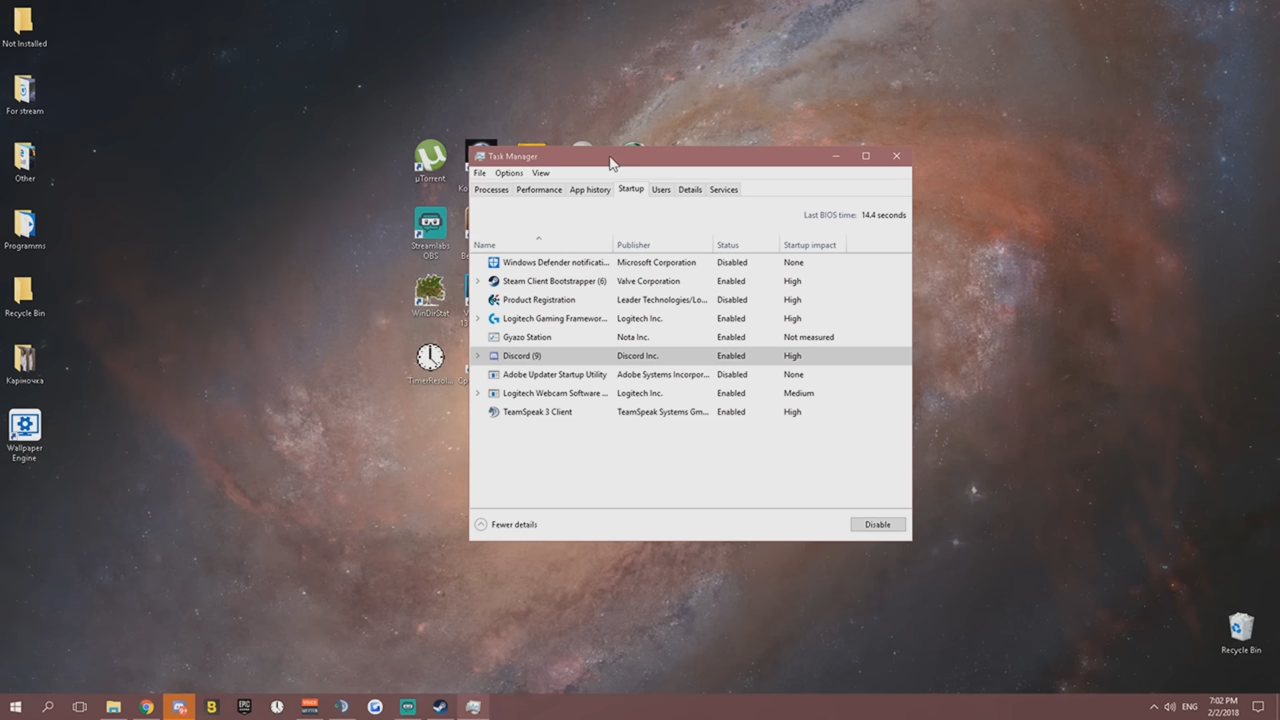 Not Installed
For stream
Other
Programms
Recycle Bin
Каріночка
Wallpaper
Engine
µTorrent
Streamlabs
OBS
WinDirStat
TimerResol...
Task Manager
File Options View
Processes Performance App history Startup Users Details Services
Last BIOS time: 14.4 seconds
Name Publisher Status Startup impact
Windows Defender notificati... Microsoft Corporation Disabled None
Steam Client Bootstrapper (6) Valve Corporation Enabled High
Product Registration Leader Technologies/Lo... Disabled High
Logitech Gaming Framewor... Logitech Inc. Enabled High
Gyazo Station Nota Inc. Enabled Not measured
Discord (9) Discord Inc. Enabled High
Adobe Updater Startup Utility Adobe Systems Incorpor... Disabled None
Logitech Webcam Software ... Logitech Inc. Enabled Medium
TeamSpeak 3 Client TeamSpeak Systems Gm... Enabled High
Fewer details Disable
Recycle Bin
ENG
7:02 PM
2/2/2018